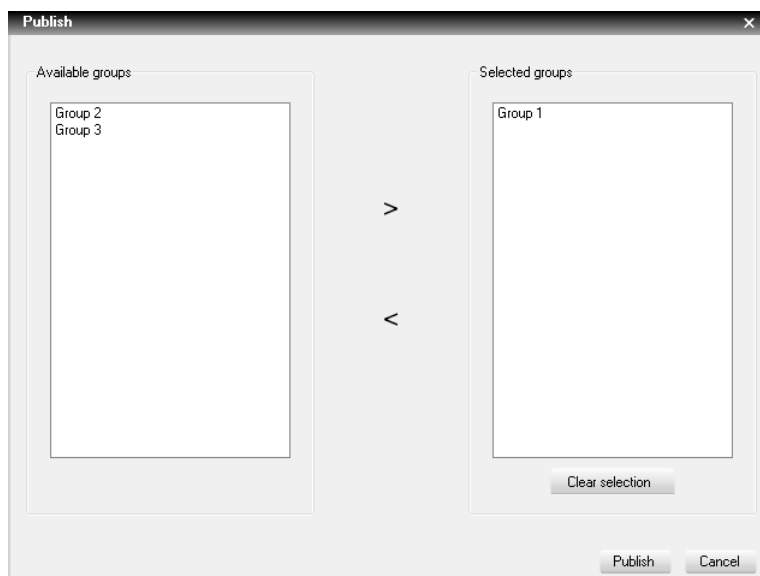 Publish
Available groups
Group 2
Group 3
>
<
Selected groups
Group 1
Clear selection
Publish
Cancel